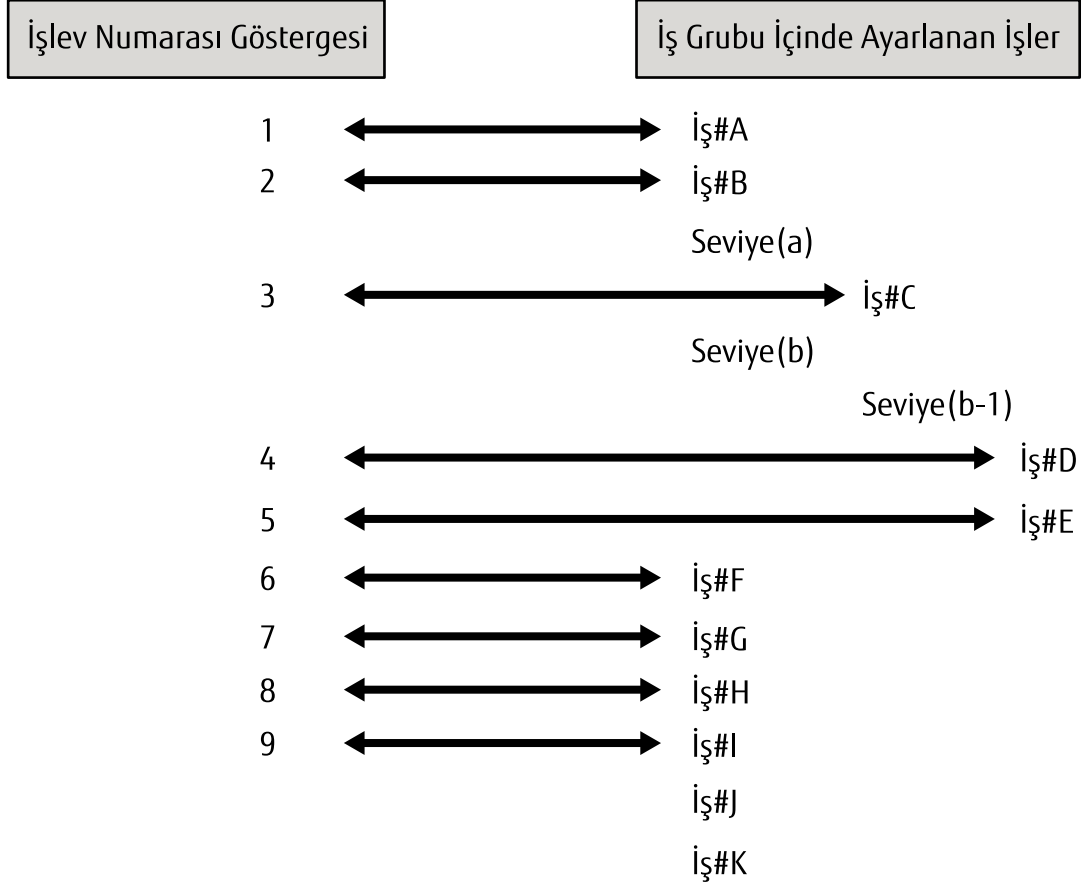 İşlev Numarası Göstergesi İş Grubu İçinde Ayarlanan İşler
1 İş#A
2 İş#B
Seviye(a)
3 İş#C
Seviye(b)
Seviye(b-1)
4 İş#D
5 İş#E
6 İş#F
7 İş#G
8 İş#H
9 İş#I
İş#J
İş#K